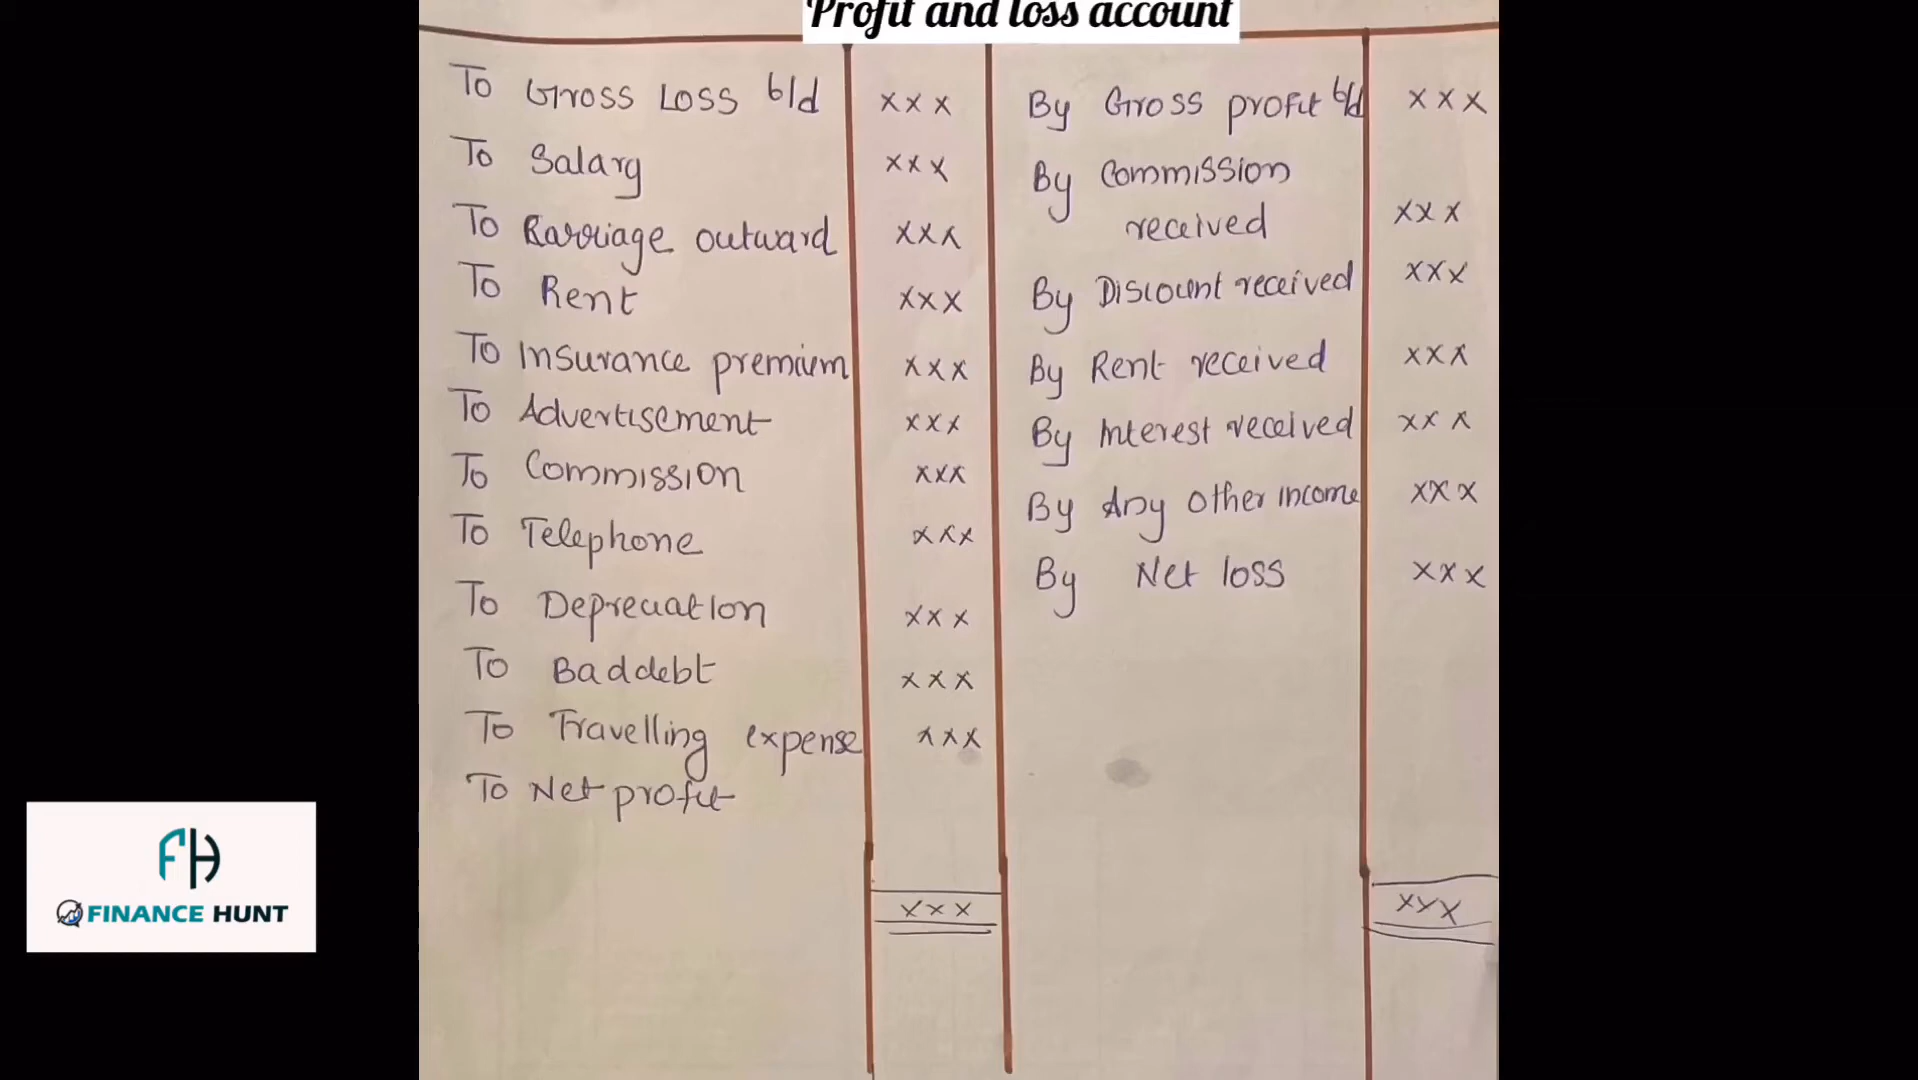 Profit and loss account
To Gross Loss b/d xxx
To Salary xxx
To Carriage outward xxx
To Rent xxx
To Insurance premium xxx
To Advertisement xxx
To Commission xxx
To Telephone xxx
To Depreciation xxx
To Bad debt xxx
To Travelling expense xxx
To Net profit
xxx
By Gross profit b/d xxx
By Commission
received xxx
By Discount received xxx
By Rent received xxx
By Interest received xxx
By Any other income xxx
By Net loss xxx
xxx
FH
FINANCE HUNT